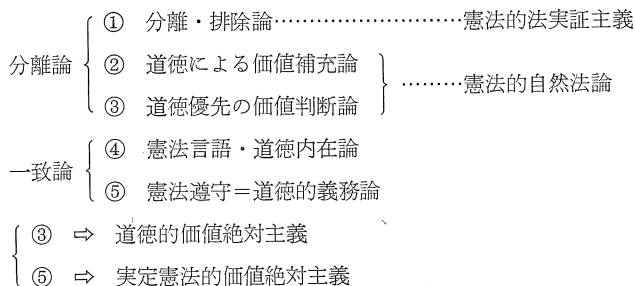 ① 分離・排除論………………………憲法的法実証主義
分離論 ② 道徳による価値補充論
………憲法的自然法論
③ 道徳優先の価値判断論
④ 憲法言語・道徳内在論
一致論
⑤ 憲法遵守＝道徳的義務論
③ ⇨ 道徳的価値絶対主義
⑤ ⇨ 実定憲法的価値絶対主義